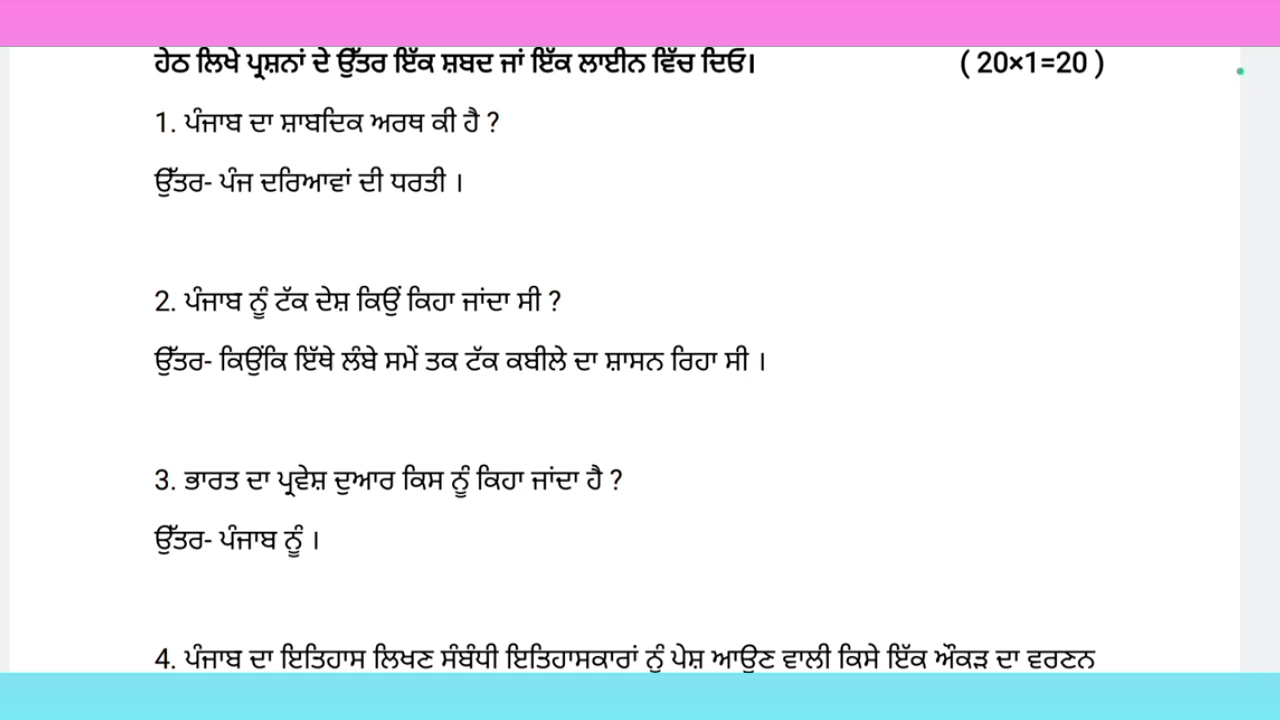 ਹੇਠ ਲਿਖੇ ਪ੍ਰਸ਼ਨਾਂ ਦੇ ਉੱਤਰ ਇੱਕ ਸ਼ਬਦ ਜਾਂ ਇੱਕ ਲਾਈਨ ਵਿੱਚ ਦਿਓ। ( 20×1=20 )
1. ਪੰਜਾਬ ਦਾ ਸ਼ਾਬਦਿਕ ਅਰਥ ਕੀ ਹੈ ?
ਉੱਤਰ- ਪੰਜ ਦਰਿਆਵਾਂ ਦੀ ਧਰਤੀ ।
2. ਪੰਜਾਬ ਨੂੰ ਟੱਕ ਦੇਸ਼ ਕਿਉਂ ਕਿਹਾ ਜਾਂਦਾ ਸੀ ?
ਉੱਤਰ- ਕਿਉਂਕਿ ਇੱਥੇ ਲੰਬੇ ਸਮੇਂ ਤਕ ਟੱਕ ਕਬੀਲੇ ਦਾ ਸ਼ਾਸਨ ਰਿਹਾ ਸੀ ।
3. ਭਾਰਤ ਦਾ ਪ੍ਰਵੇਸ਼ ਦੁਆਰ ਕਿਸ ਨੂੰ ਕਿਹਾ ਜਾਂਦਾ ਹੈ ?
ਉੱਤਰ- ਪੰਜਾਬ ਨੂੰ ।
4. ਪੰਜਾਬ ਦਾ ਇਤਿਹਾਸ ਲਿਖਣ ਸੰਬੰਧੀ ਇਤਿਹਾਸਕਾਰਾਂ ਨੂੰ ਪੇਸ਼ ਆਉਣ ਵਾਲੀ ਕਿਸੇ ਇੱਕ ਔਕੜ ਦਾ ਵਰਣਨ